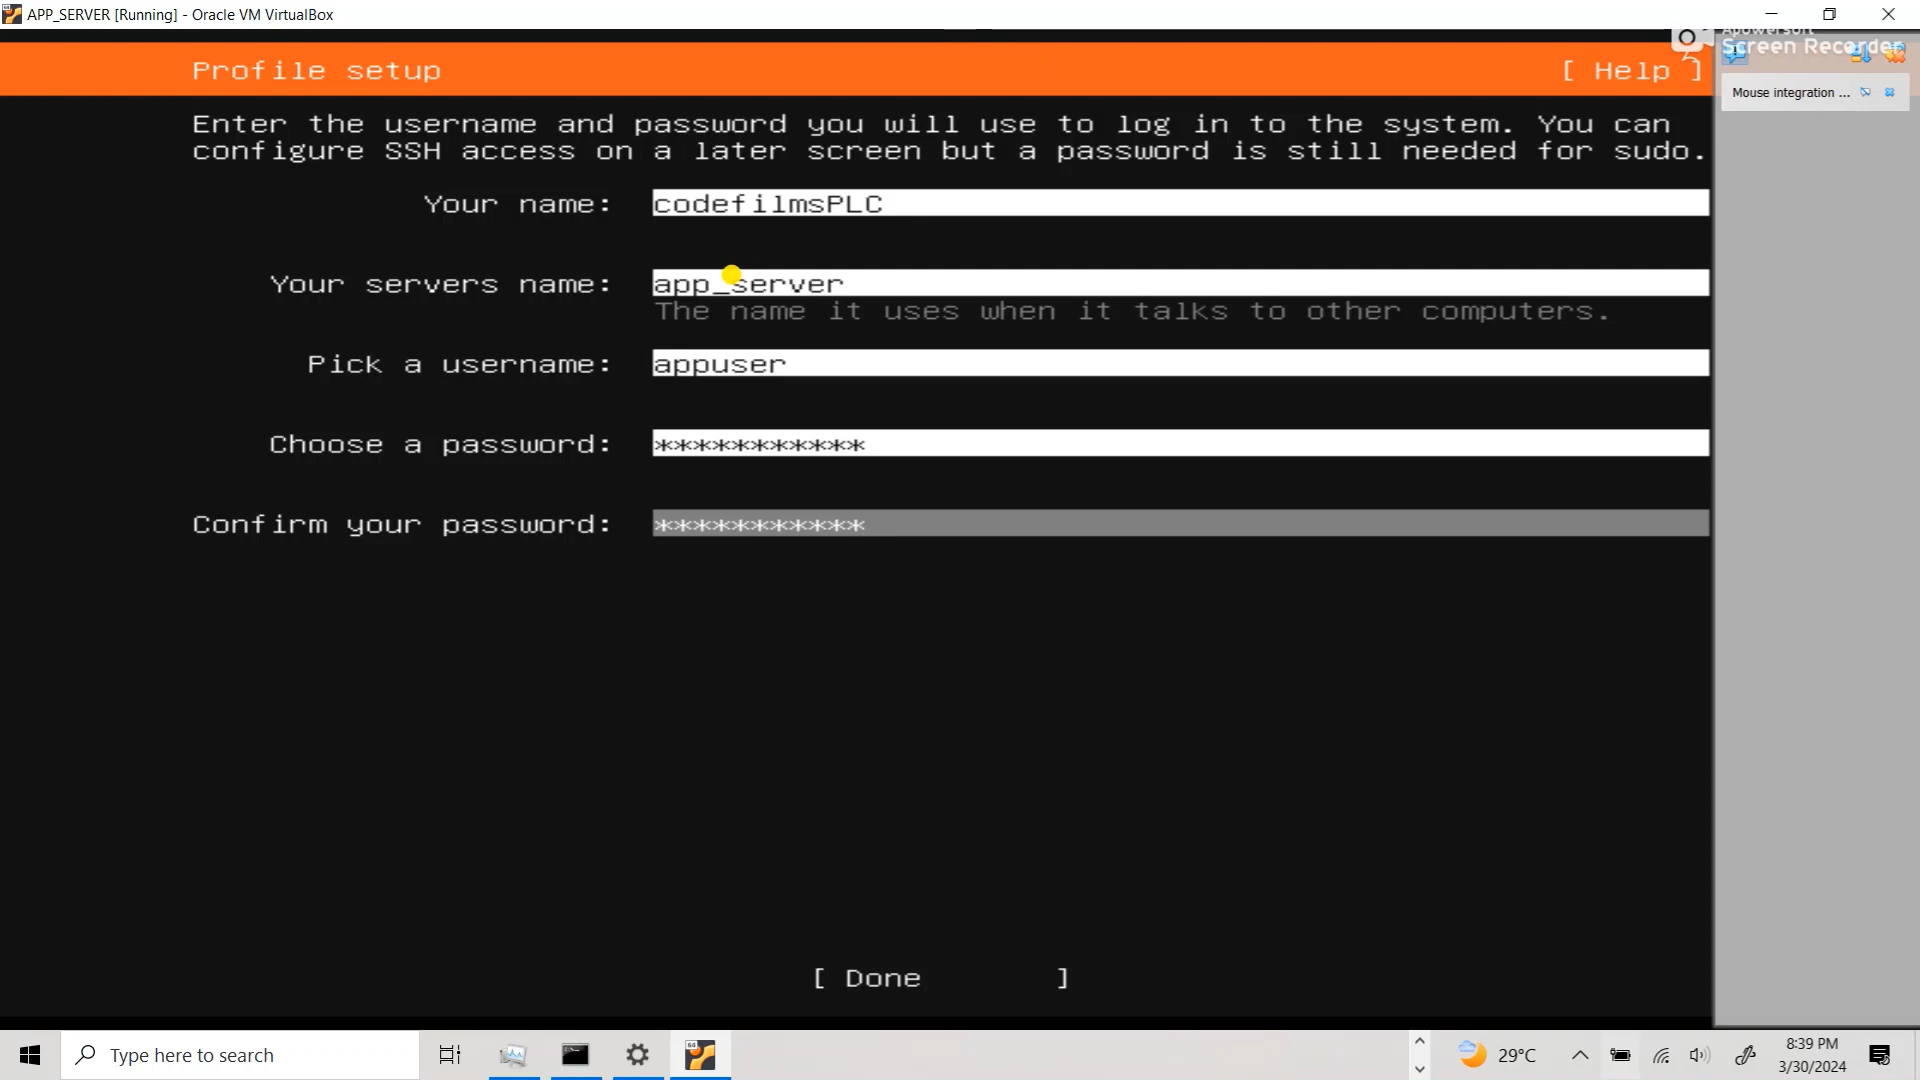 APP_SERVER [Running] - Oracle VM VirtualBox
Apowersoft
Screen Recorder
Profile setup
[ Help ]
Mouse integration ...
Enter the username and password you will use to log in to the system. You can
configure SSH access on a later screen but a password is still needed for sudo.
Your name: codefilmsPLC
Your servers name: app_server
The name it uses when it talks to other computers.
Pick a username: appuser
Choose a password: ***********
Confirm your password: ***********
[ Done ]
Type here to search
64
29°C
8:39 PM
3/30/2024